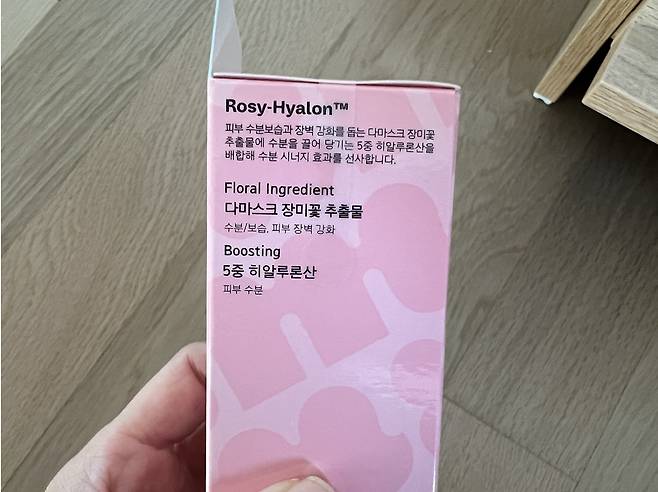 Rosy-Hyalon™
피부 수분보습과 장벽 강화를 돕는 다마스크 장미꽃
추출물에 수분을 끌어 당기는 5중 히알루론산을
배합해 수분 시너지 효과를 선사합니다.
Floral Ingredient
다마스크 장미꽃 추출물
수분/보습, 피부 장벽 강화
Boosting
5중 히알루론산
피부 수분